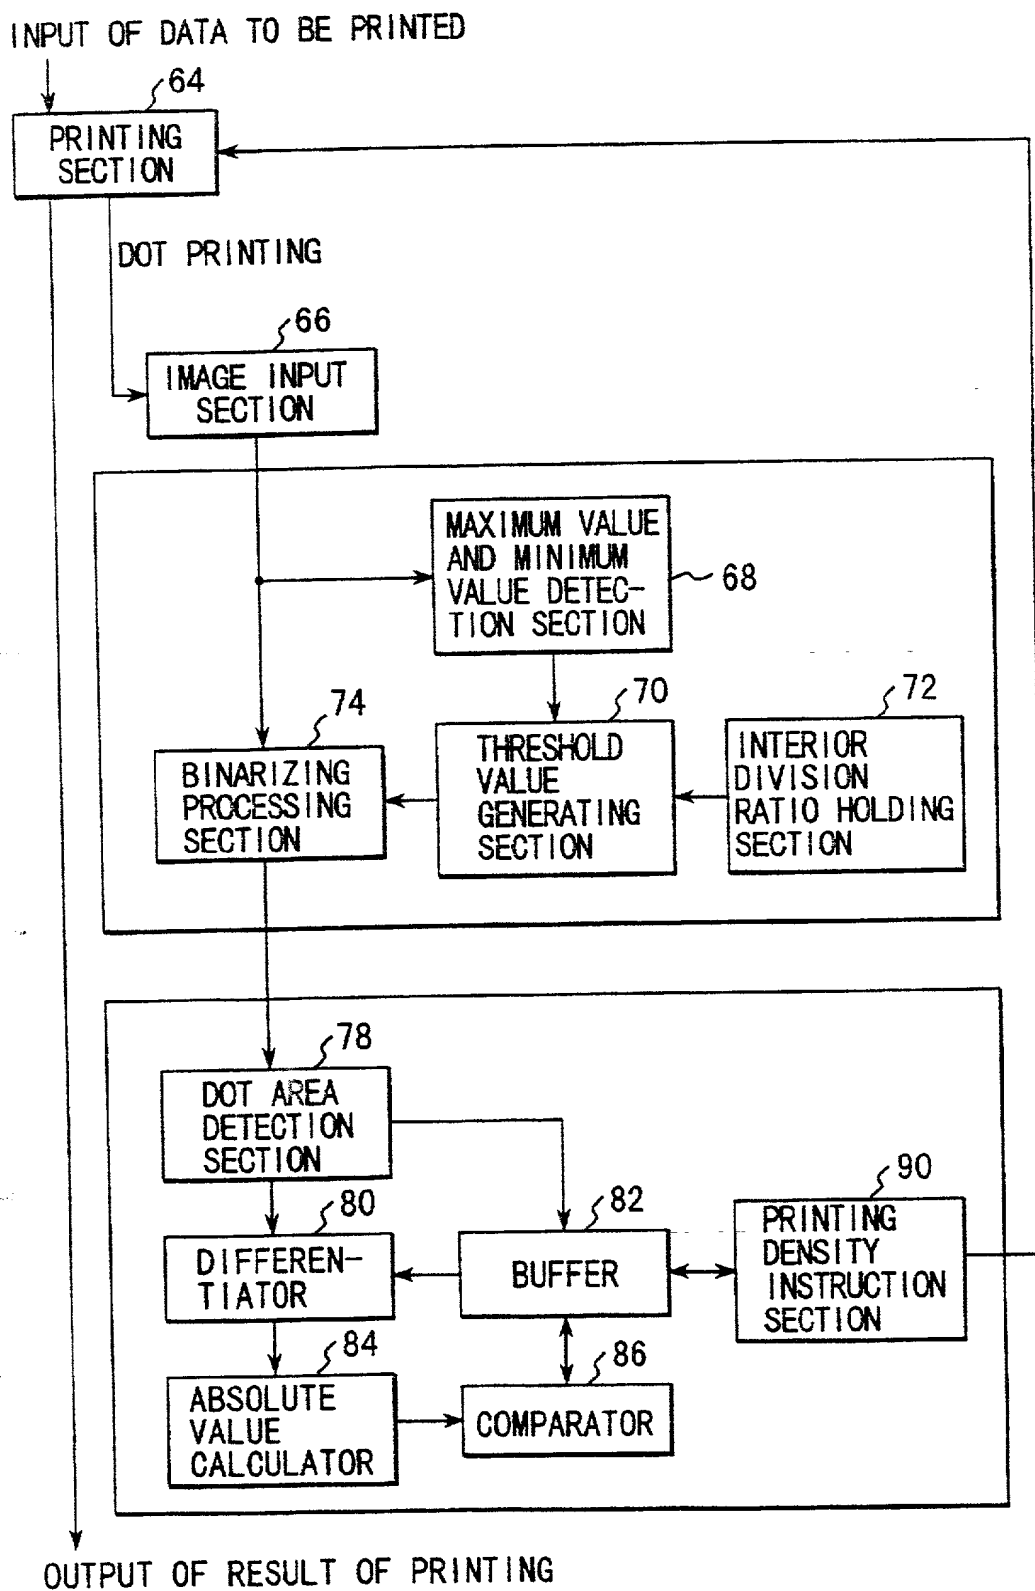 INPUT OF DATA TO BE PRINTED
64
PRINTING
SECTION
DOT PRINTING
66
IMAGE INPUT
SECTION
MAXIMUM VALUE
AND MINIMUM
VALUE DETEC-
TION SECTION
68
74
BINARIZING
PROCESSING
SECTION
70
THRESHOLD
VALUE
GENERATING
SECTION
72
INTERIOR
DIVISION
RATIO HOLDING
SECTION
78
DOT AREA
DETECTION
SECTION
80
DIFFEREN-
TIATOR
82
BUFFER
90
PRINTING
DENSITY
INSTRUCTION
SECTION
84
ABSOLUTE
VALUE
CALCULATOR
86
COMPARATOR
OUTPUT OF RESULT OF PRINTING